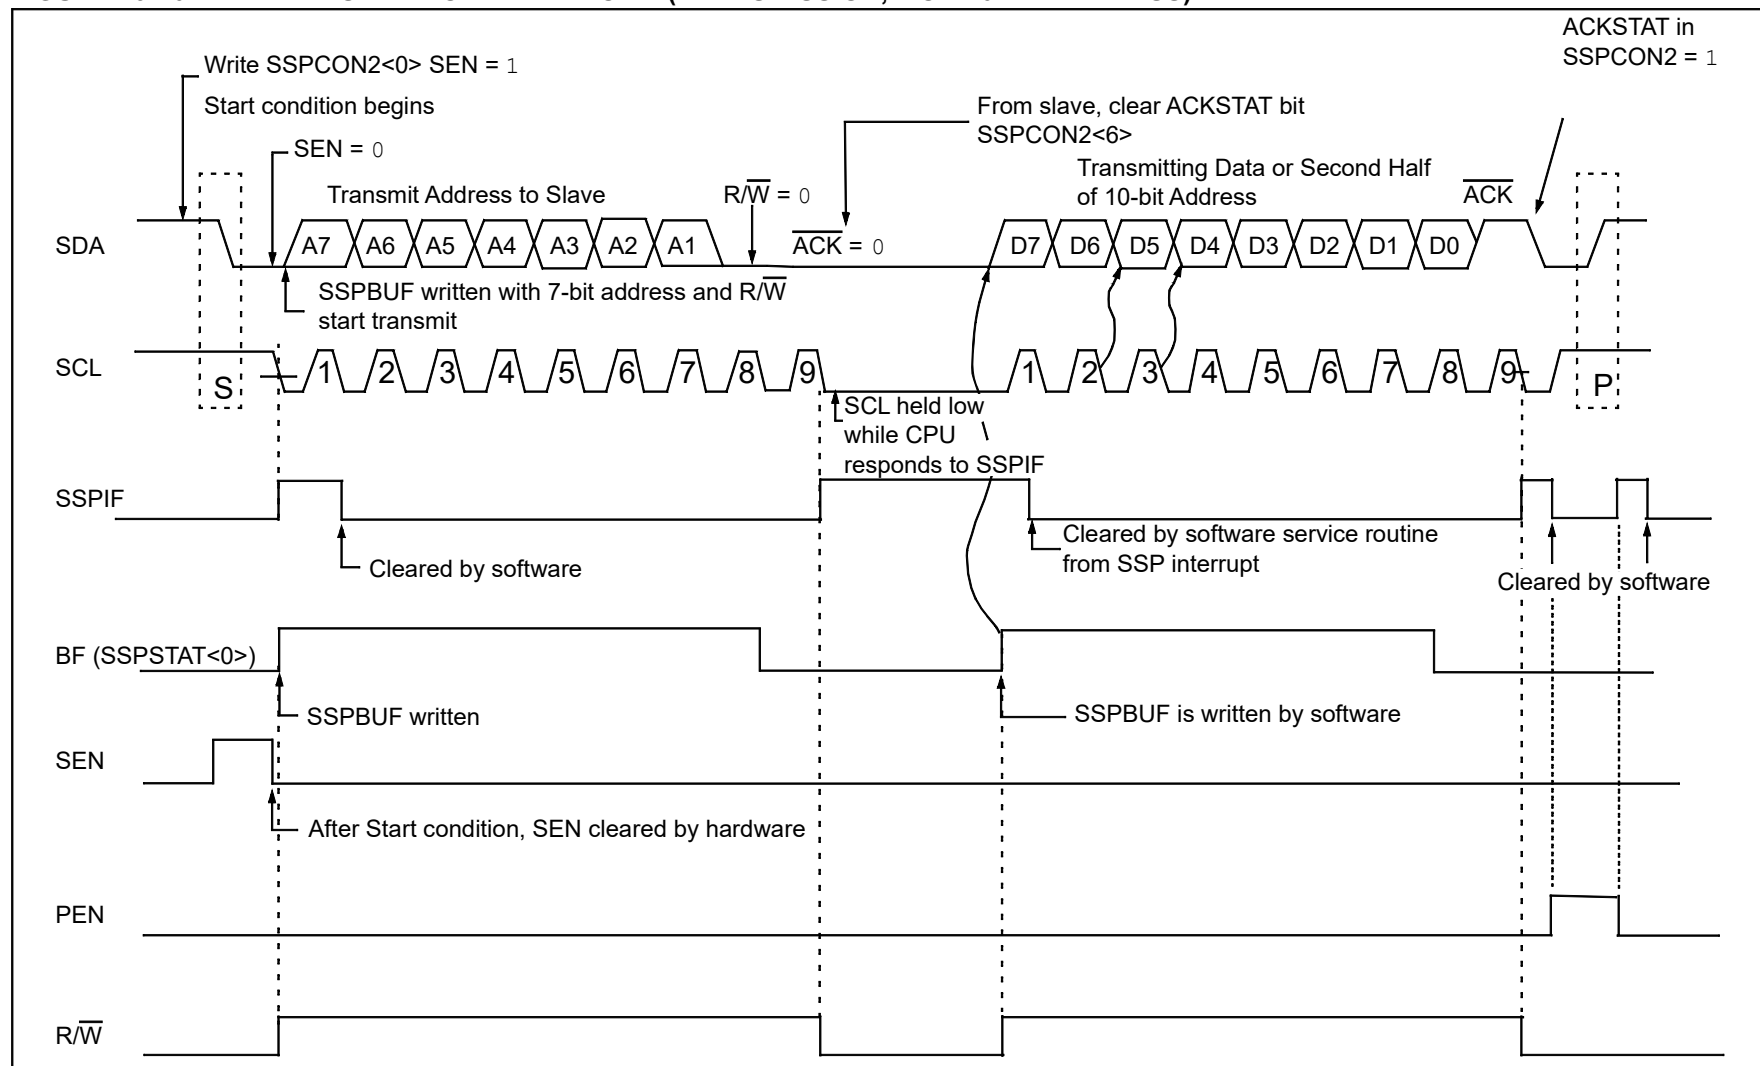 ACKSTAT in
SSPCON2 = 1
Write SSPCON2<0> SEN = 1
Start condition begins
From slave, clear ACKSTAT bit
SSPCON2<6>
SEN = 0
Transmit Address to Slave
R/W̅ = 0
Transmitting Data or Second Half
of 10-bit Address
A̅C̅K̅
SDA
A7 A6 A5 A4 A3 A2 A1
A̅C̅K̅ = 0
D7 D6 D5 D4 D3 D2 D1 D0
SSPBUF written with 7-bit address and R/W̅
start transmit
SCL
S
1 2 3 4 5 6 7 8 9
1 2 3 4 5 6 7 8 9
P
SCL held low
while CPU
responds to SSPIF
SSPIF
Cleared by software
Cleared by software service routine
from SSP interrupt
Cleared by software
BF (SSPSTAT<0>)
SSPBUF written
SSPBUF is written by software
SEN
After Start condition, SEN cleared by hardware
PEN
R/W̅